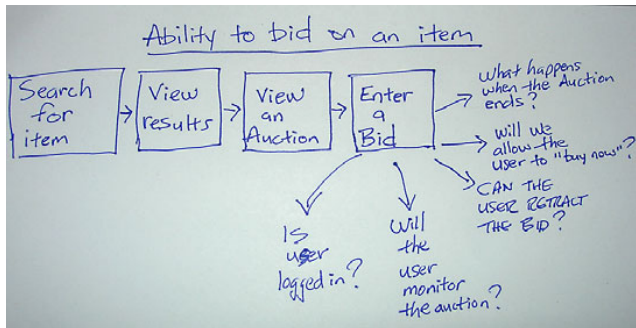 Ability to bid on an item
Search
for
item
View
results
View
an
Auction
Enter
a
Bid
What happens
when the Auction
ends?
will we
allow the
user to "buy now"?
CAN THE
USER RETRACT
THE BID?
Is
user
logged in?
Will
the
user
monitor
the auction?